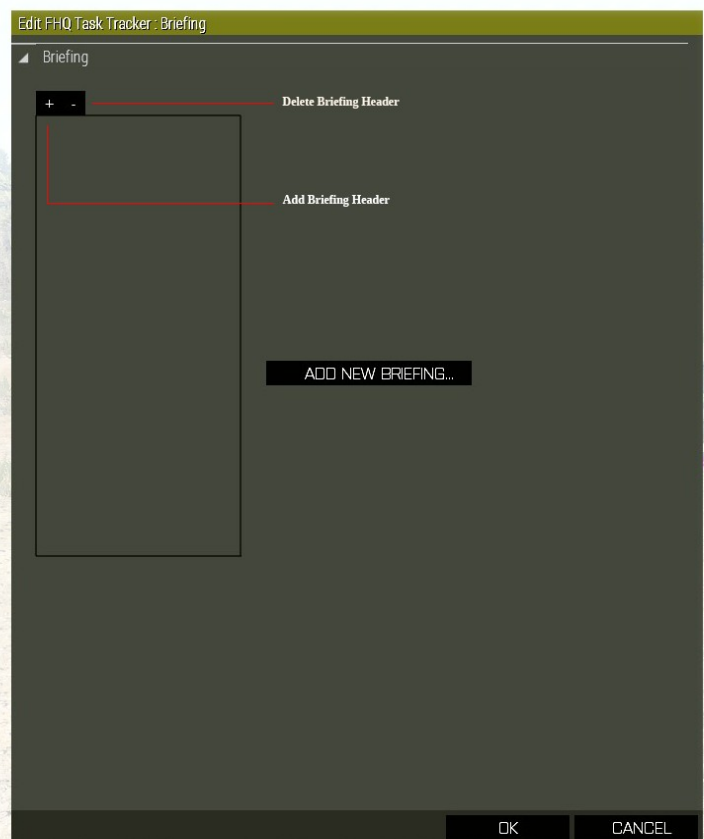 Edit FHQ Task Tracker: Briefing
Briefing
+ -
Delete Briefing Header
Add Briefing Header
ADD NEW BRIEFING...
OK
CANCEL